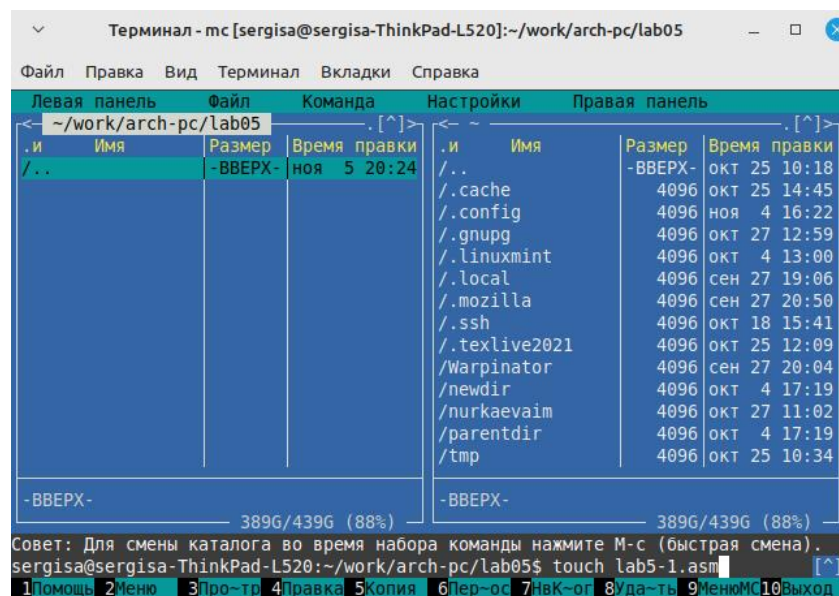 Терминал - mc [sergisa@sergisa-ThinkPad-L520]:~/work/arch-pc/lab05
Файл Правка Вид Терминал Вкладки Справка
Левая панель Файл Команда Настройки Правая панель
<─ ~/work/arch-pc/lab05 .[^]> <─ ~ .[^]>
.и Имя Размер Время правки .и Имя Размер Время правки
/.. -ВВЕРХ- ноя 5 20:24 /.. -ВВЕРХ- окт 25 10:18
/.cache 4096 окт 25 14:45
/.config 4096 ноя 4 16:22
/.gnupg 4096 окт 27 12:59
/.linuxmint 4096 окт 4 13:00
/.local 4096 сен 27 19:06
/.mozilla 4096 сен 27 20:50
/.ssh 4096 окт 18 15:41
/.texlive2021 4096 окт 25 12:09
/Warpinator 4096 сен 27 20:04
/newdir 4096 окт 4 17:19
/nurkaevaim 4096 окт 27 11:02
/parentdir 4096 окт 4 17:19
/tmp 4096 окт 25 10:34
-ВВЕРХ- -ВВЕРХ-
389G/439G (88%) 389G/439G (88%)
Совет: Для смены каталога во время набора команды нажмите M-c (быстрая смена).
sergisa@sergisa-ThinkPad-L520:~/work/arch-pc/lab05$ touch lab5-1.asm [^]
1Помощь 2Меню 3Про~тр 4Правка 5Копия 6Пер~ос 7НвК~ог 8Уда~ть 9МенюMC 10Выход